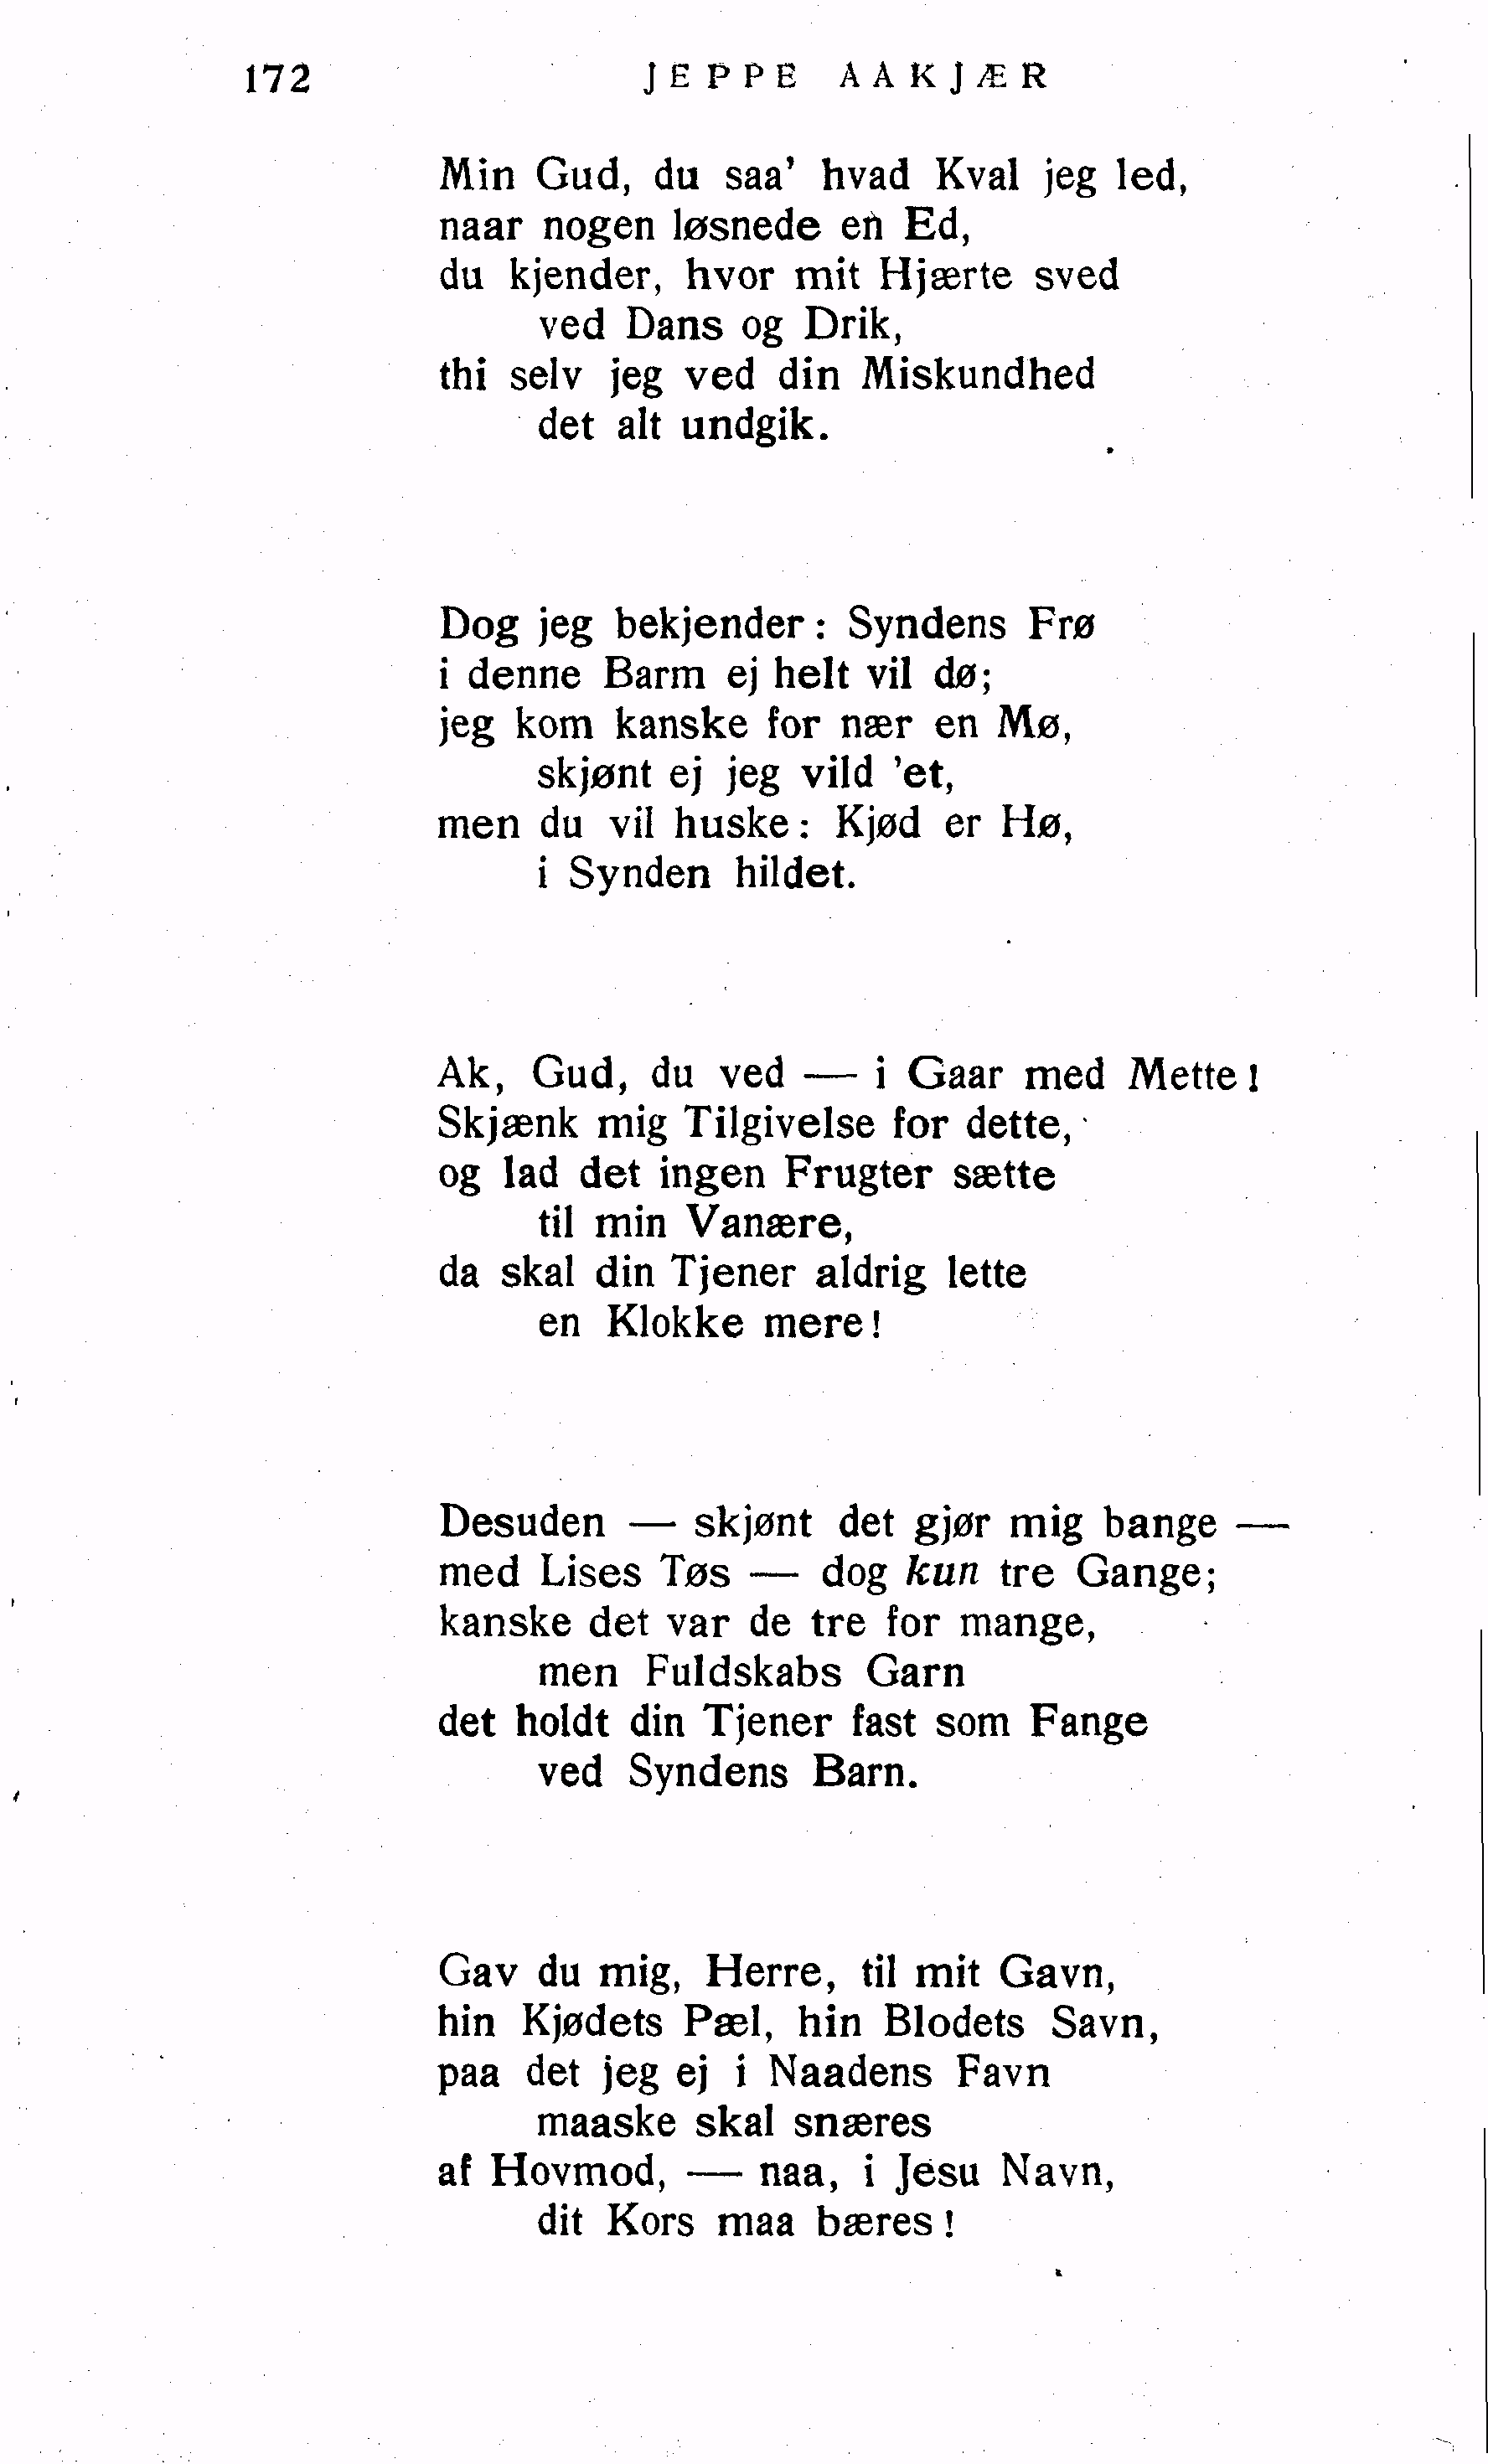 172 JEPPE AAKJÆR
Min Gud, du saa' hvad Kval jeg led,
naar nogen løsnede en Ed,
du kjender, hvor mit Hjærte sved
ved Dans og Drik,
thi selv jeg ved din Miskundhed
det alt undgik.
Dog jeg bekjender: Syndens Frø
i denne Barm ej helt vil dø;
jeg kom kanske for nær en Mø,
skjønt ej jeg vild 'et,
men du vil huske: Kjød er Hø,
i Synden hildet.
Ak, Gud, du ved — i Gaar med Mette!
Skjænk mig Tilgivelse for dette,
og lad det ingen Frugter sætte
til min Vanære,
da skal din Tjener aldrig lette
en Klokke mere!
Desuden — skjønt det gjør mig bange —
med Lises Tøs — dog kun tre Gange;
kanske det var de tre for mange,
men Fuldskabs Garn
det holdt din Tjener fast som Fange
ved Syndens Barn.
Gav du mig, Herre, til mit Gavn,
hin Kjødets Pæl, hin Blodets Savn,
paa det jeg ej i Naadens Favn
maaske skal snæres
af Hovmod, — naa, i Jesu Navn,
dit Kors maa bæres!